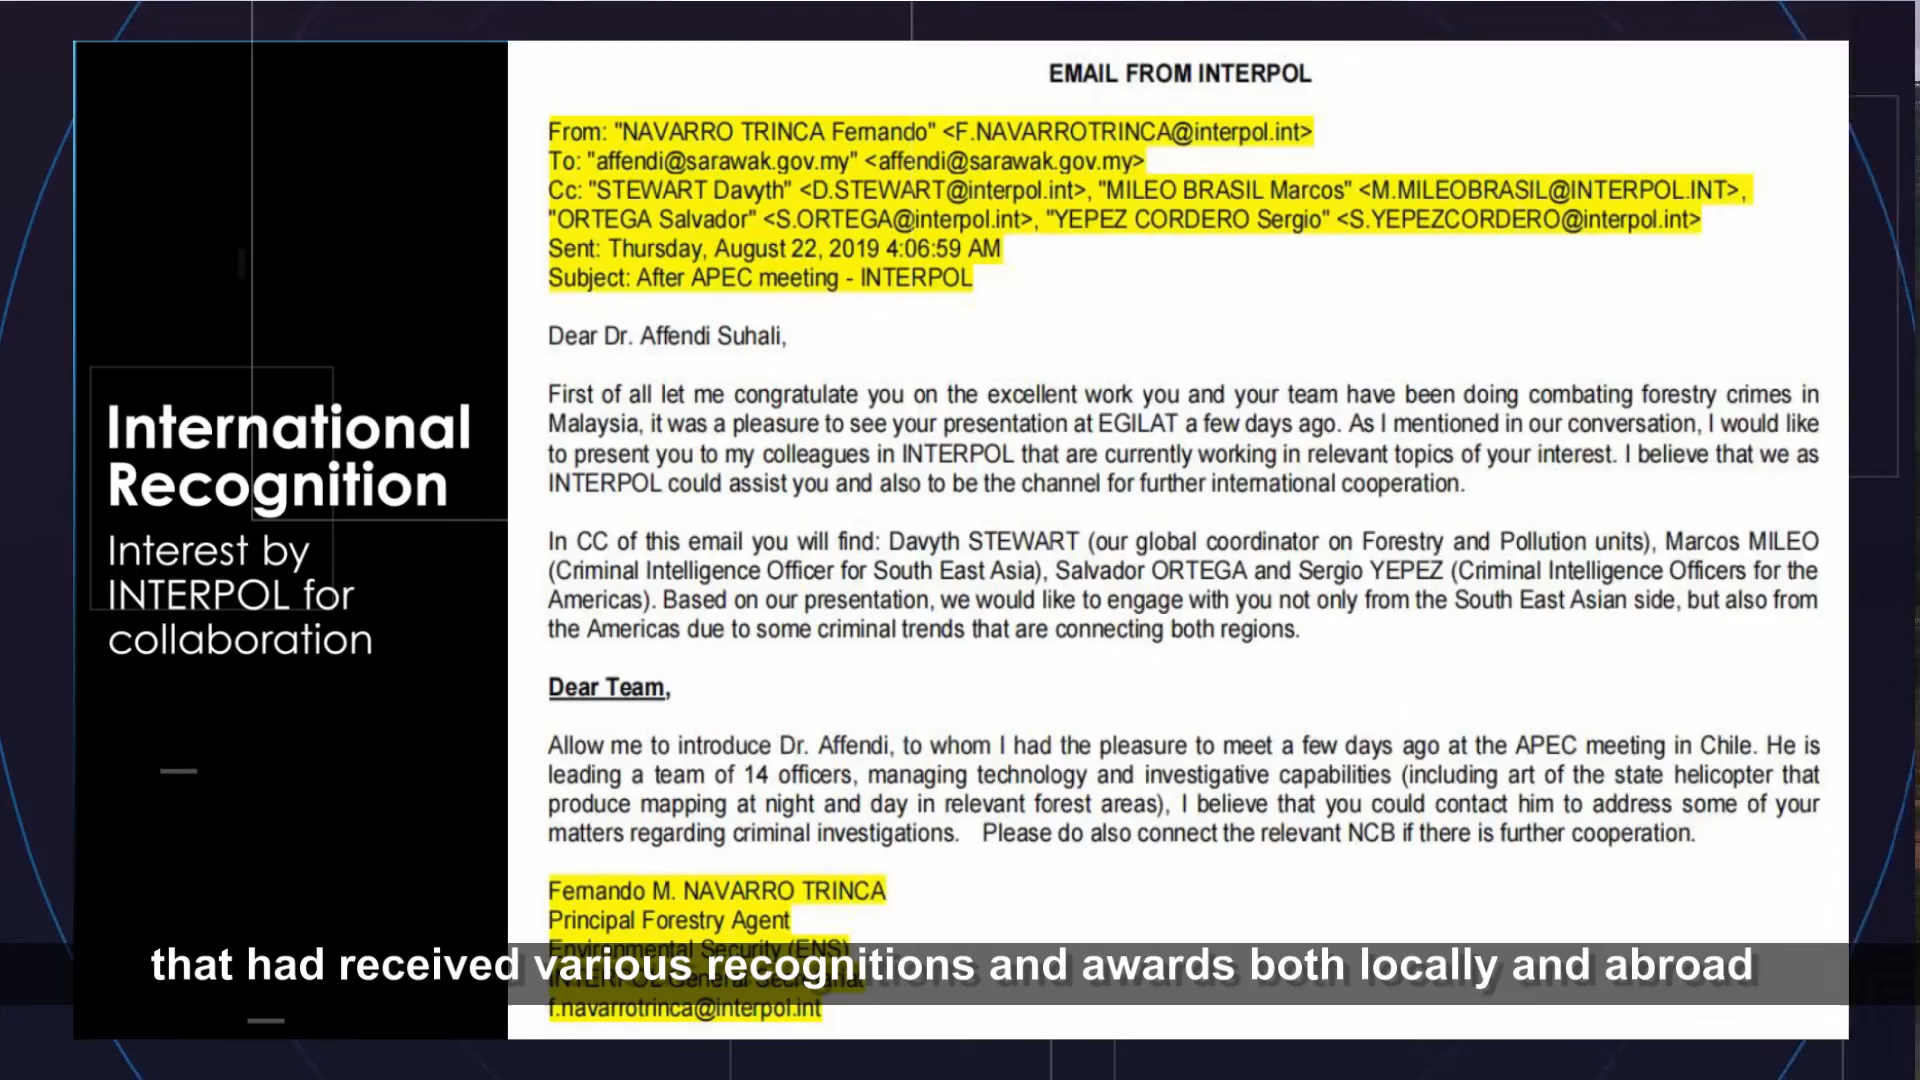 International
Recognition
Interest by
INTERPOL for
collaboration
EMAIL FROM INTERPOL
From: "NAVARRO TRINCA Fernando" <F.NAVARROTRINCA@interpol.int>
To: "affendi@sarawak.gov.my" <affendi@sarawak.gov.my>
Cc: "STEWART Davyth" <D.STEWART@interpol.int>, "MILEO BRASIL Marcos" <M.MILEOBRASIL@INTERPOL.INT>,
"ORTEGA Salvador" <S.ORTEGA@interpol.int>, "YEPEZ CORDERO Sergio" <S.YEPEZCORDERO@interpol.int>
Sent: Thursday, August 22, 2019 4:06:59 AM
Subject: After APEC meeting - INTERPOL
Dear Dr. Affendi Suhali,
First of all let me congratulate you on the excellent work you and your team have been doing combating forestry crimes in
Malaysia, it was a pleasure to see your presentation at EGILAT a few days ago. As I mentioned in our conversation, I would like
to present you to my colleagues in INTERPOL that are currently working in relevant topics of your interest. I believe that we as
INTERPOL could assist you and also to be the channel for further international cooperation.
In CC of this email you will find: Davyth STEWART (our global coordinator on Forestry and Pollution units), Marcos MILEO
(Criminal Intelligence Officer for South East Asia), Salvador ORTEGA and Sergio YEPEZ (Criminal Intelligence Officers for the
Americas). Based on our presentation, we would like to engage with you not only from the South East Asian side, but also from
the Americas due to some criminal trends that are connecting both regions.
Dear Team,
Allow me to introduce Dr. Affendi, to whom I had the pleasure to meet a few days ago at the APEC meeting in Chile. He is
leading a team of 14 officers, managing technology and investigative capabilities (including art of the state helicopter that
produce mapping at night and day in relevant forest areas), I believe that you could contact him to address some of your
matters regarding criminal investigations. Please do also connect the relevant NCB if there is further cooperation.
Fernando M. NAVARRO TRINCA
Principal Forestry Agent
Environmental Security (ENS)
INTERPOL General Secretariat
f.navarrotrinca@interpol.int
that had received various recognitions and awards both locally and abroad